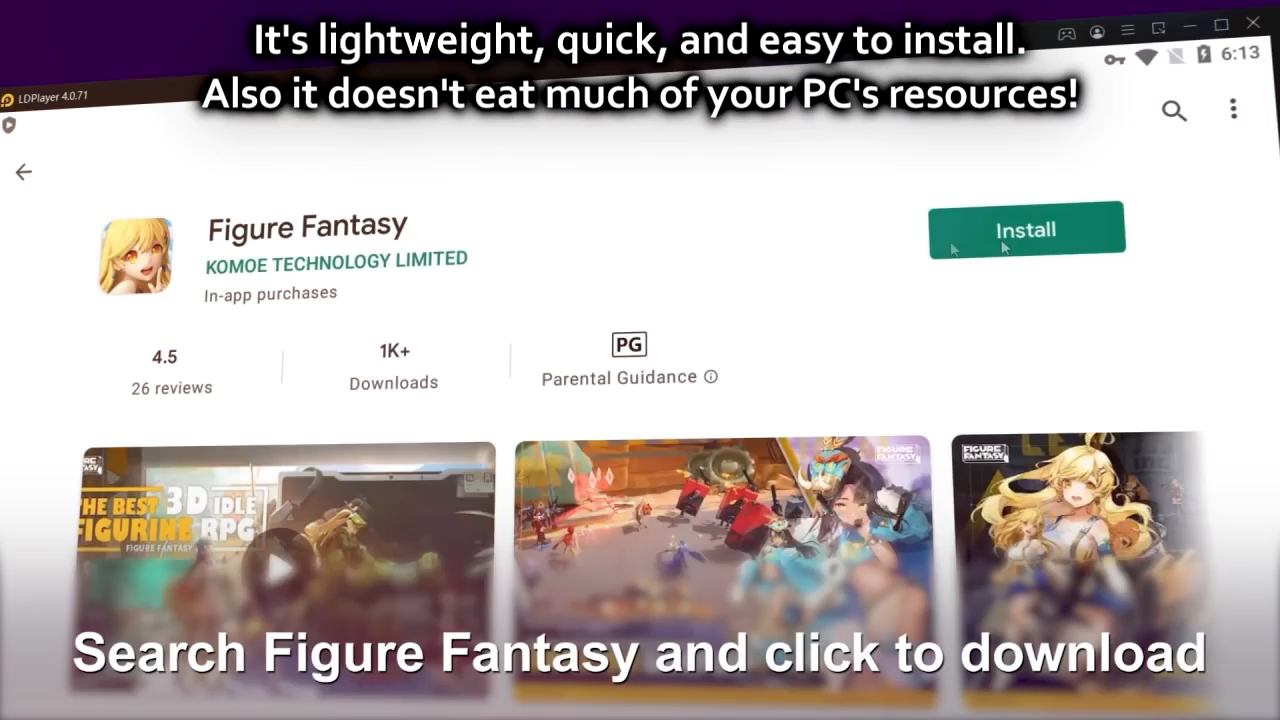 It's lightweight, quick, and easy to install.
Also it doesn't eat much of your PC's resources!
LDPlayer 4.0.71
6:13
Figure Fantasy
KOMOE TECHNOLOGY LIMITED
In-app purchases
Install
4.5
26 reviews
1K+
Downloads
PG
Parental Guidance
THE BEST 3D IDLE
FIGURINE RPG
FIGURE FANTASY
FIGURE
FANTASY
FIGURE
FANTASY
Search Figure Fantasy and click to download